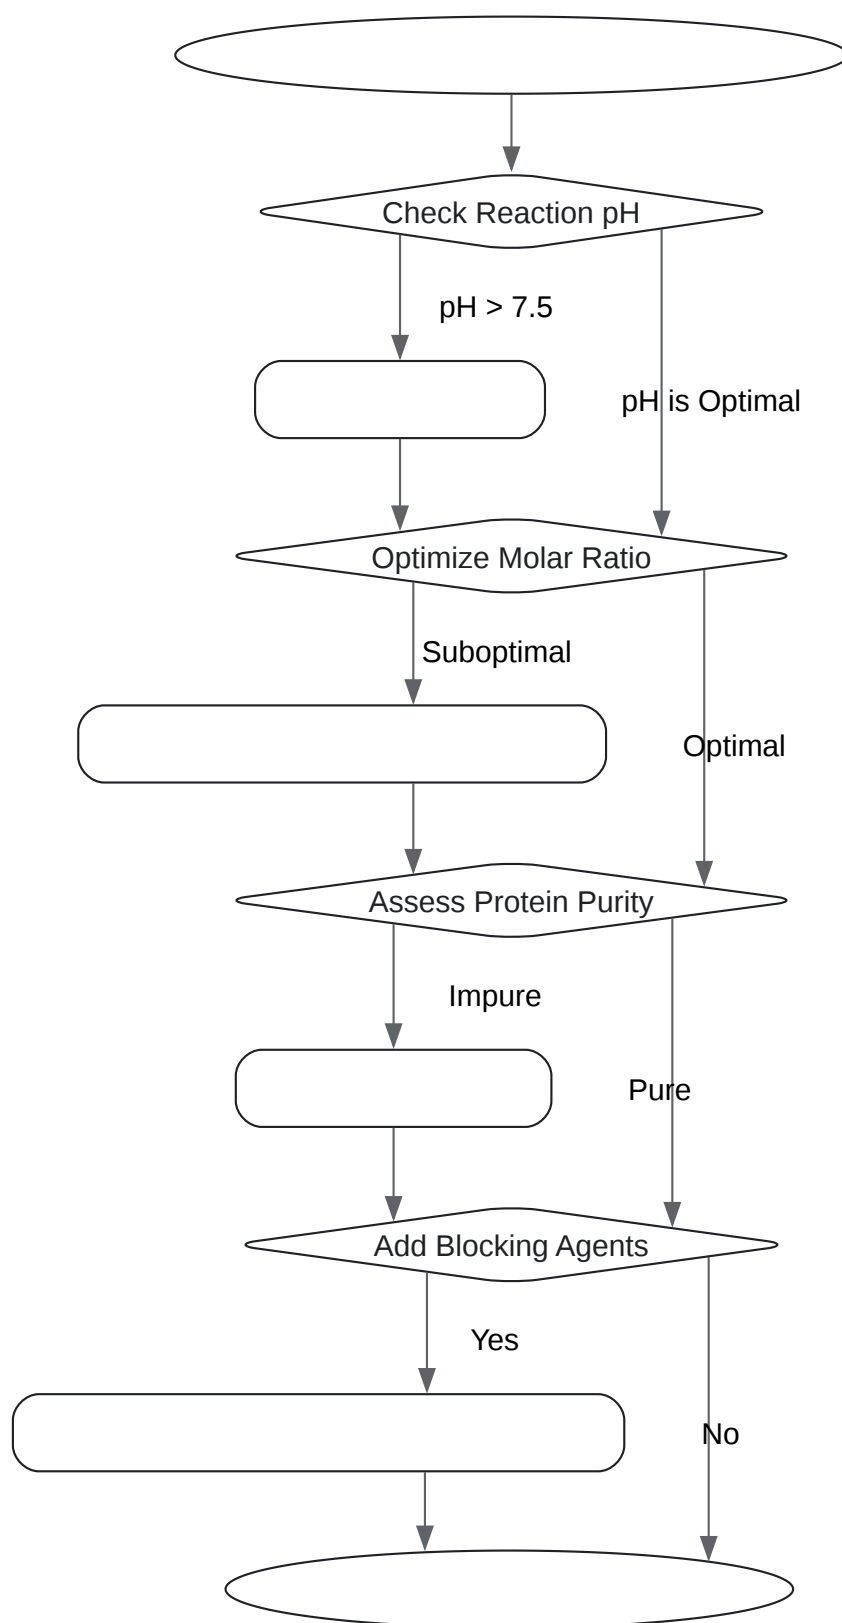 Check Reaction pH
pH > 7.5
pH is Optimal
Optimize Molar Ratio
Suboptimal
Optimal
Assess Protein Purity
Impure
Pure
Add Blocking Agents
Yes
No